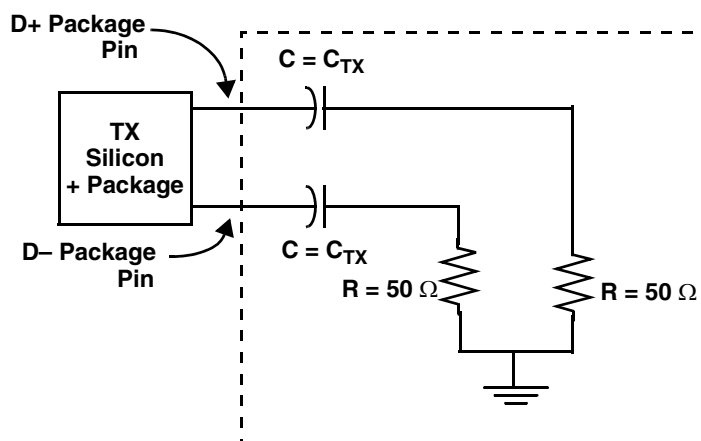 D+ Package
Pin
C = CTX
TX
Silicon
+ Package
D– Package
Pin
C = CTX
R = 50 Ω
R = 50 Ω